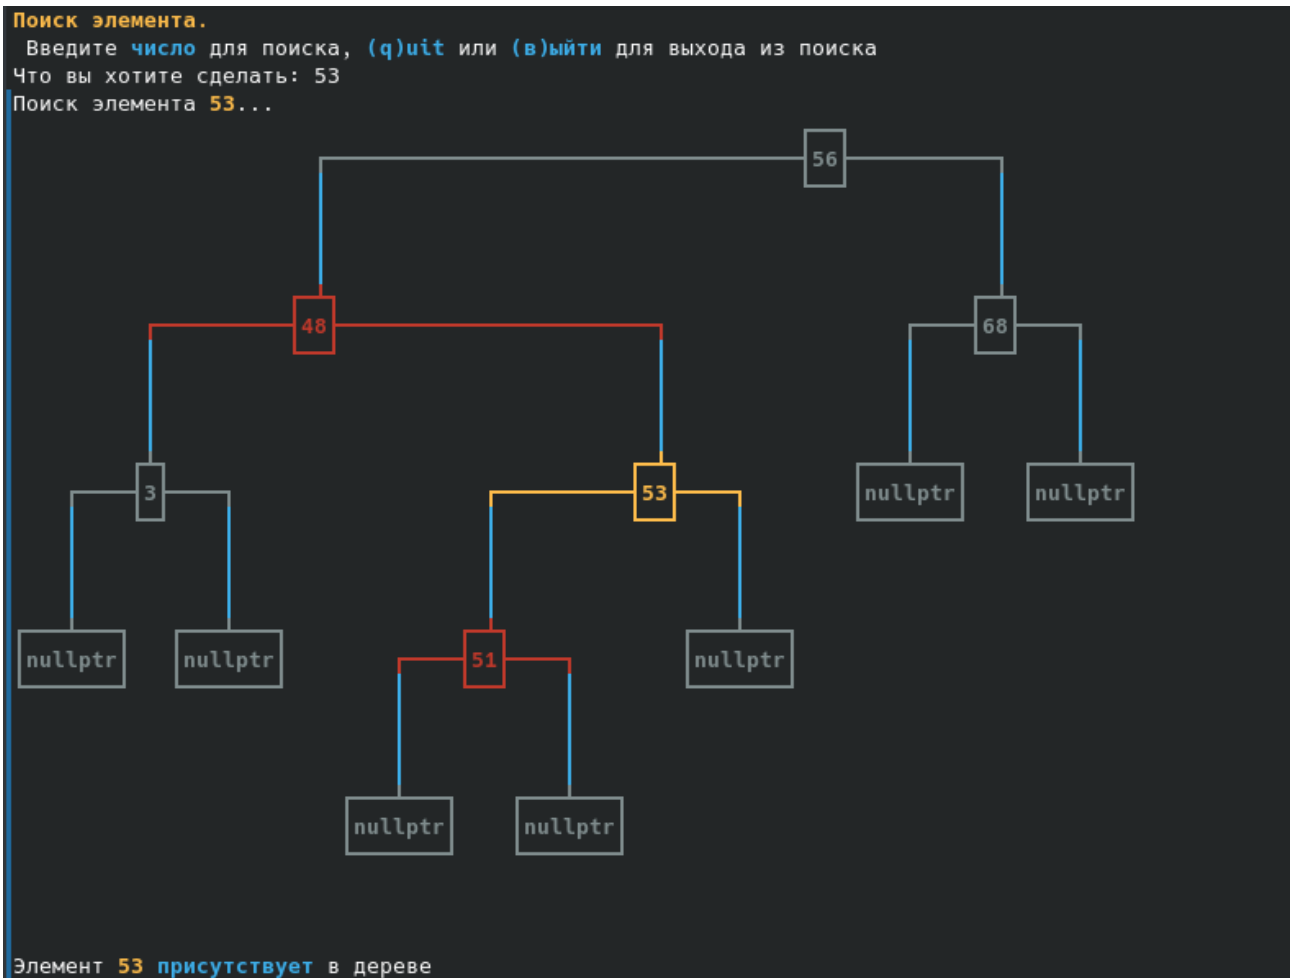 Поиск элемента.
Введите число для поиска, (q)uit или (в)ыйти для выхода из поиска
Что вы хотите сделать: 53
Поиск элемента 53...
56
48
68
3
53
nullptr
nullptr
nullptr
nullptr
51
nullptr
nullptr
nullptr
Элемент 53 присутствует в дереве